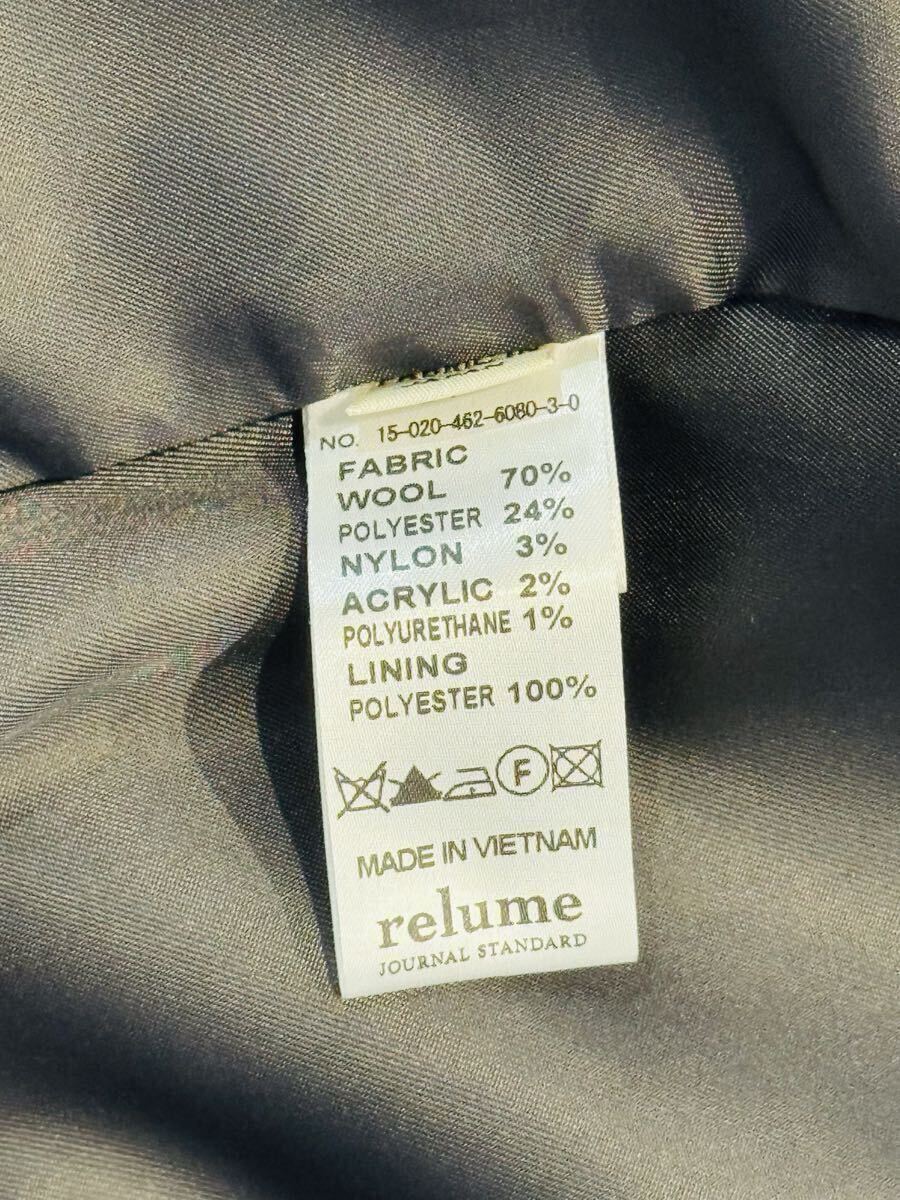 NO. 15-020-462-6080-3-0
FABRIC
WOOL 70%
POLYESTER 24%
NYLON 3%
ACRYLIC 2%
POLYURETHANE 1%
LINING
POLYESTER 100%
F
MADE IN VIETNAM
relume
JOURNAL STANDARD